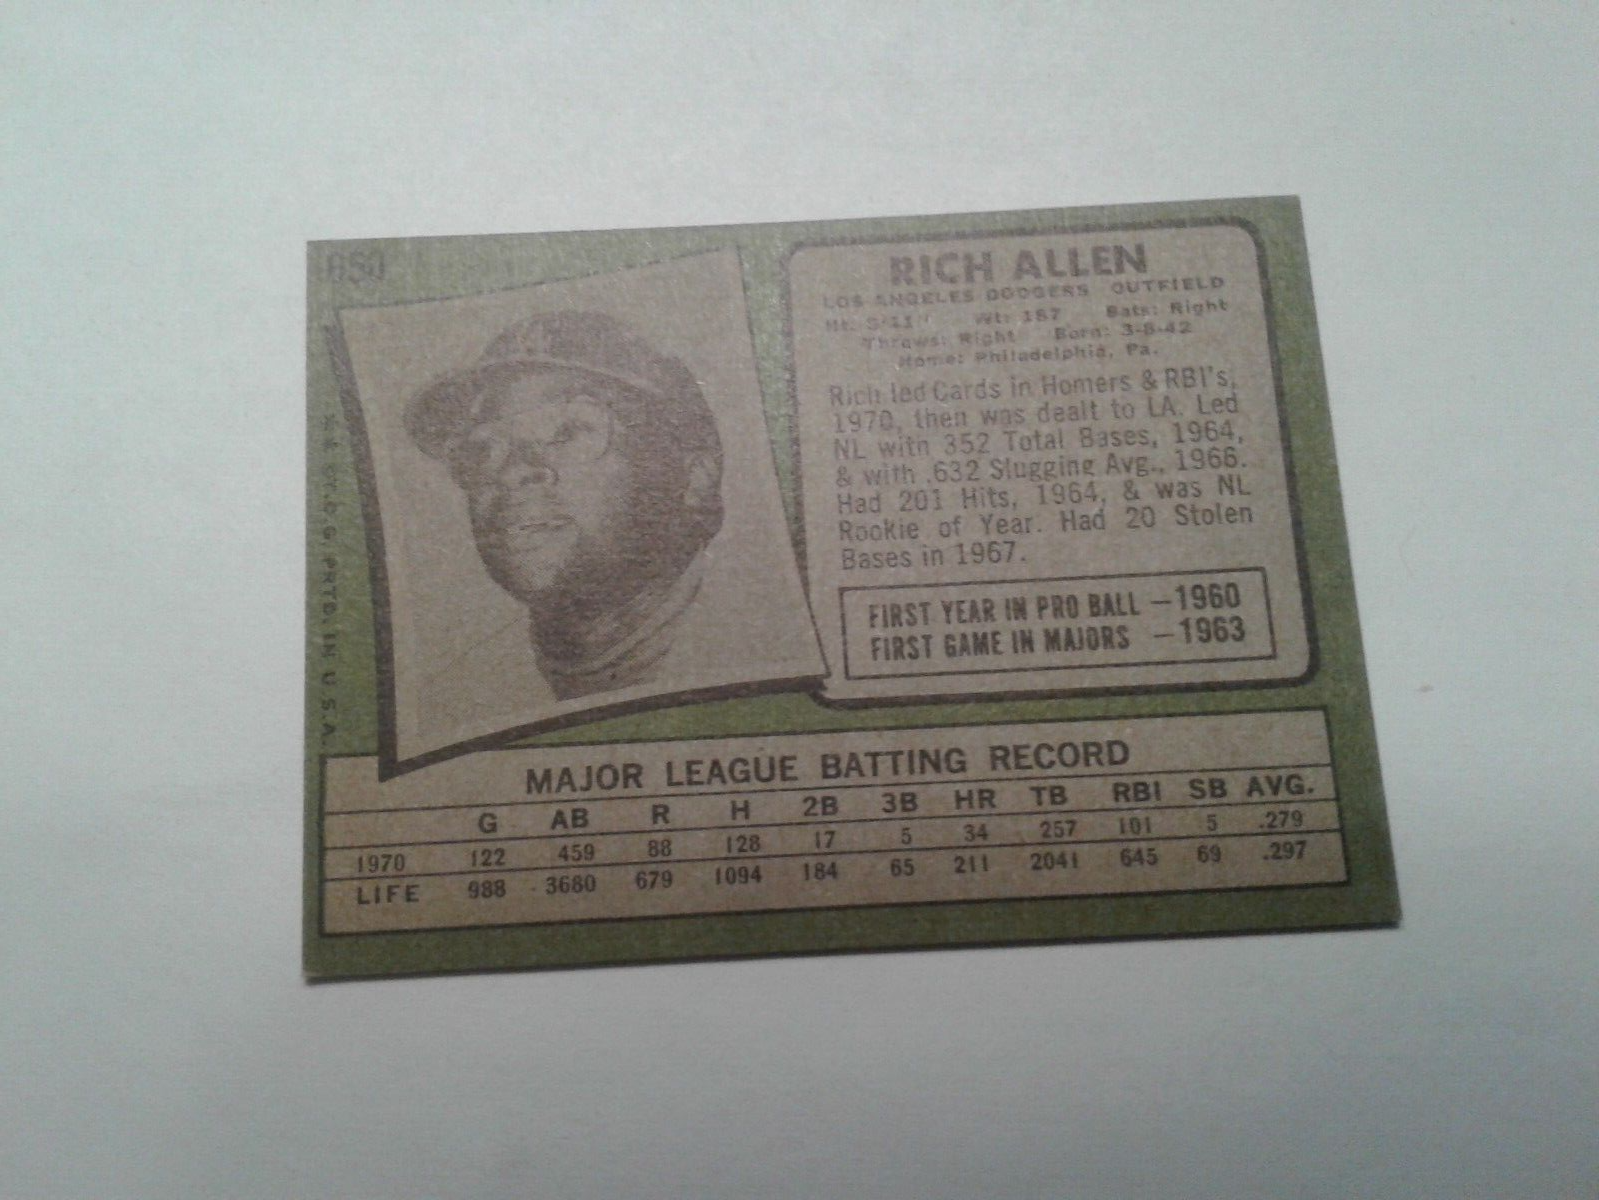 650
RICH ALLEN
LOS ANGELES DODGERS OUTFIELD
Ht: 5'11" Wt: 187 Bats: Right
Throws: Right Born: 3-8-42
Home: Philadelphia, Pa.
Rich led Cards in Homers & RBI's,
1970, then was dealt to LA. Led
NL with 352 Total Bases, 1964,
& with .632 Slugging Avg., 1966.
Had 201 Hits, 1964, & was NL
Rookie of Year. Had 20 Stolen
Bases in 1967.
FIRST YEAR IN PRO BALL — 1960
FIRST GAME IN MAJORS — 1963
T.C.G. PRTD. IN U.S.A.
MAJOR LEAGUE BATTING RECORD
G AB R H 2B 3B HR TB RBI SB AVG.
1970 122 459 88 128 17 5 34 257 101 5 .279
LIFE 988 3680 679 1094 184 65 211 2041 645 69 .297